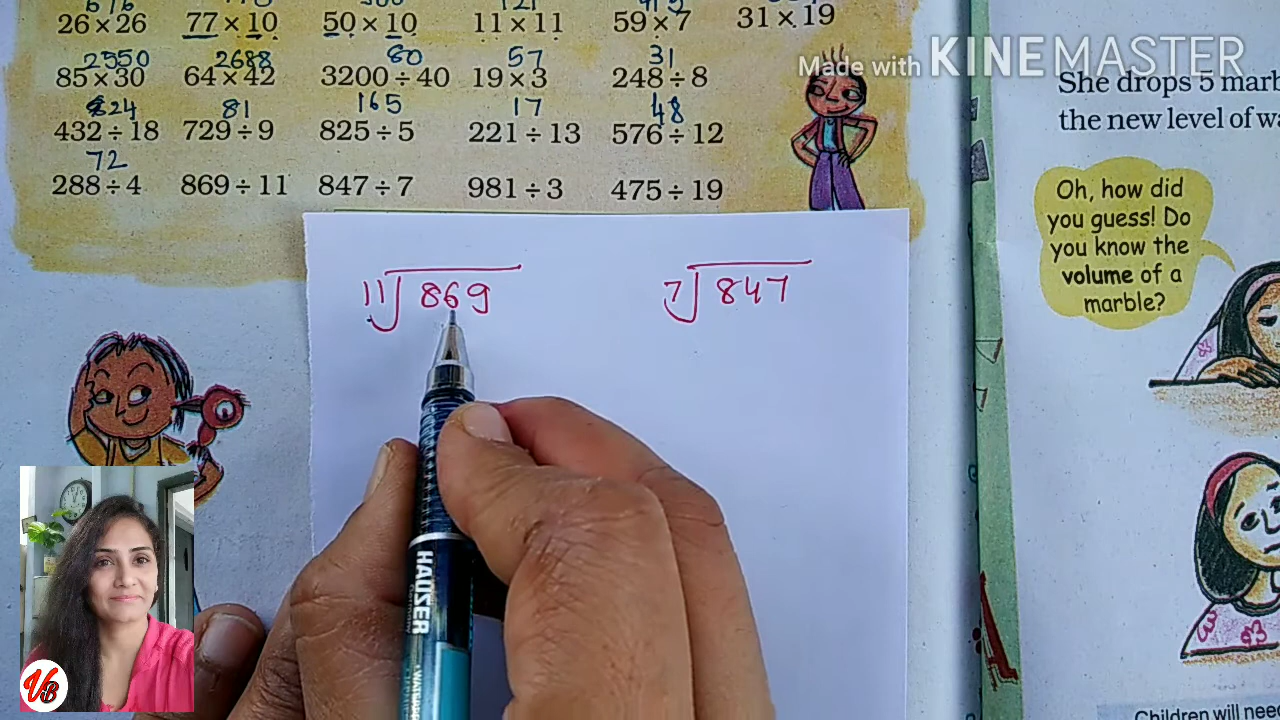 26 × 26 77 × 10 50 × 10 11 × 11 59 × 7 31 × 19
2550 2688 80 57 31
85 × 30 64 × 42 3200 ÷ 40 19 × 3 248 ÷ 8
24 81 165 17 48
432 ÷ 18 729 ÷ 9 825 ÷ 5 221 ÷ 13 576 ÷ 12
72
288 ÷ 4 869 ÷ 11 847 ÷ 7 981 ÷ 3 475 ÷ 19
Made with KINEMASTER
She drops 5 marb
the new level of wa
Oh, how did
you guess! Do
you know the
volume of a
marble?
11 869
7 847
HAUSER
VB
Children will need